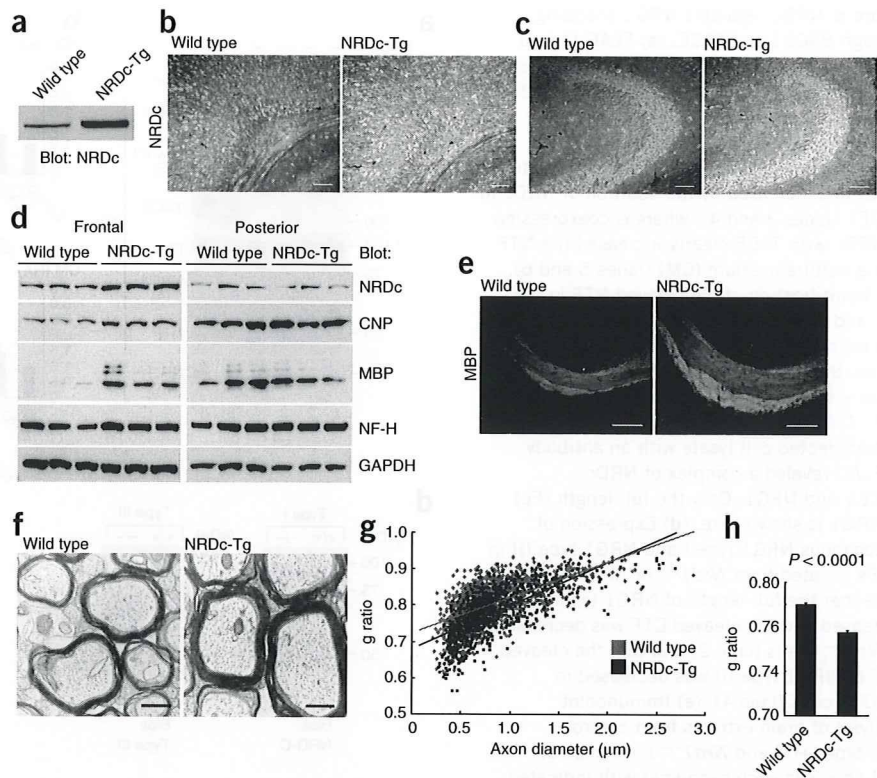 a
Wild type
NRDc-Tg
Blot: NRDc
b
Wild type
NRDc-Tg
NRDc
c
Wild type
NRDc-Tg
d
Frontal
Posterior
Wild type
NRDc-Tg
Wild type
NRDc-Tg
Blot:
NRDc
CNP
MBP
NF-H
GAPDH
e
Wild type
NRDc-Tg
MBP
f
Wild type
NRDc-Tg
g
g ratio
1.0
0.9
0.8
0.7
0.6
0.5
0
0.5
1.0
1.5
2.0
2.5
3.0
Axon diameter (µm)
Wild type
NRDc-Tg
h
P < 0.0001
g ratio
0.80
0.76
0.74
0.70
Wild type
NRDc-Tg